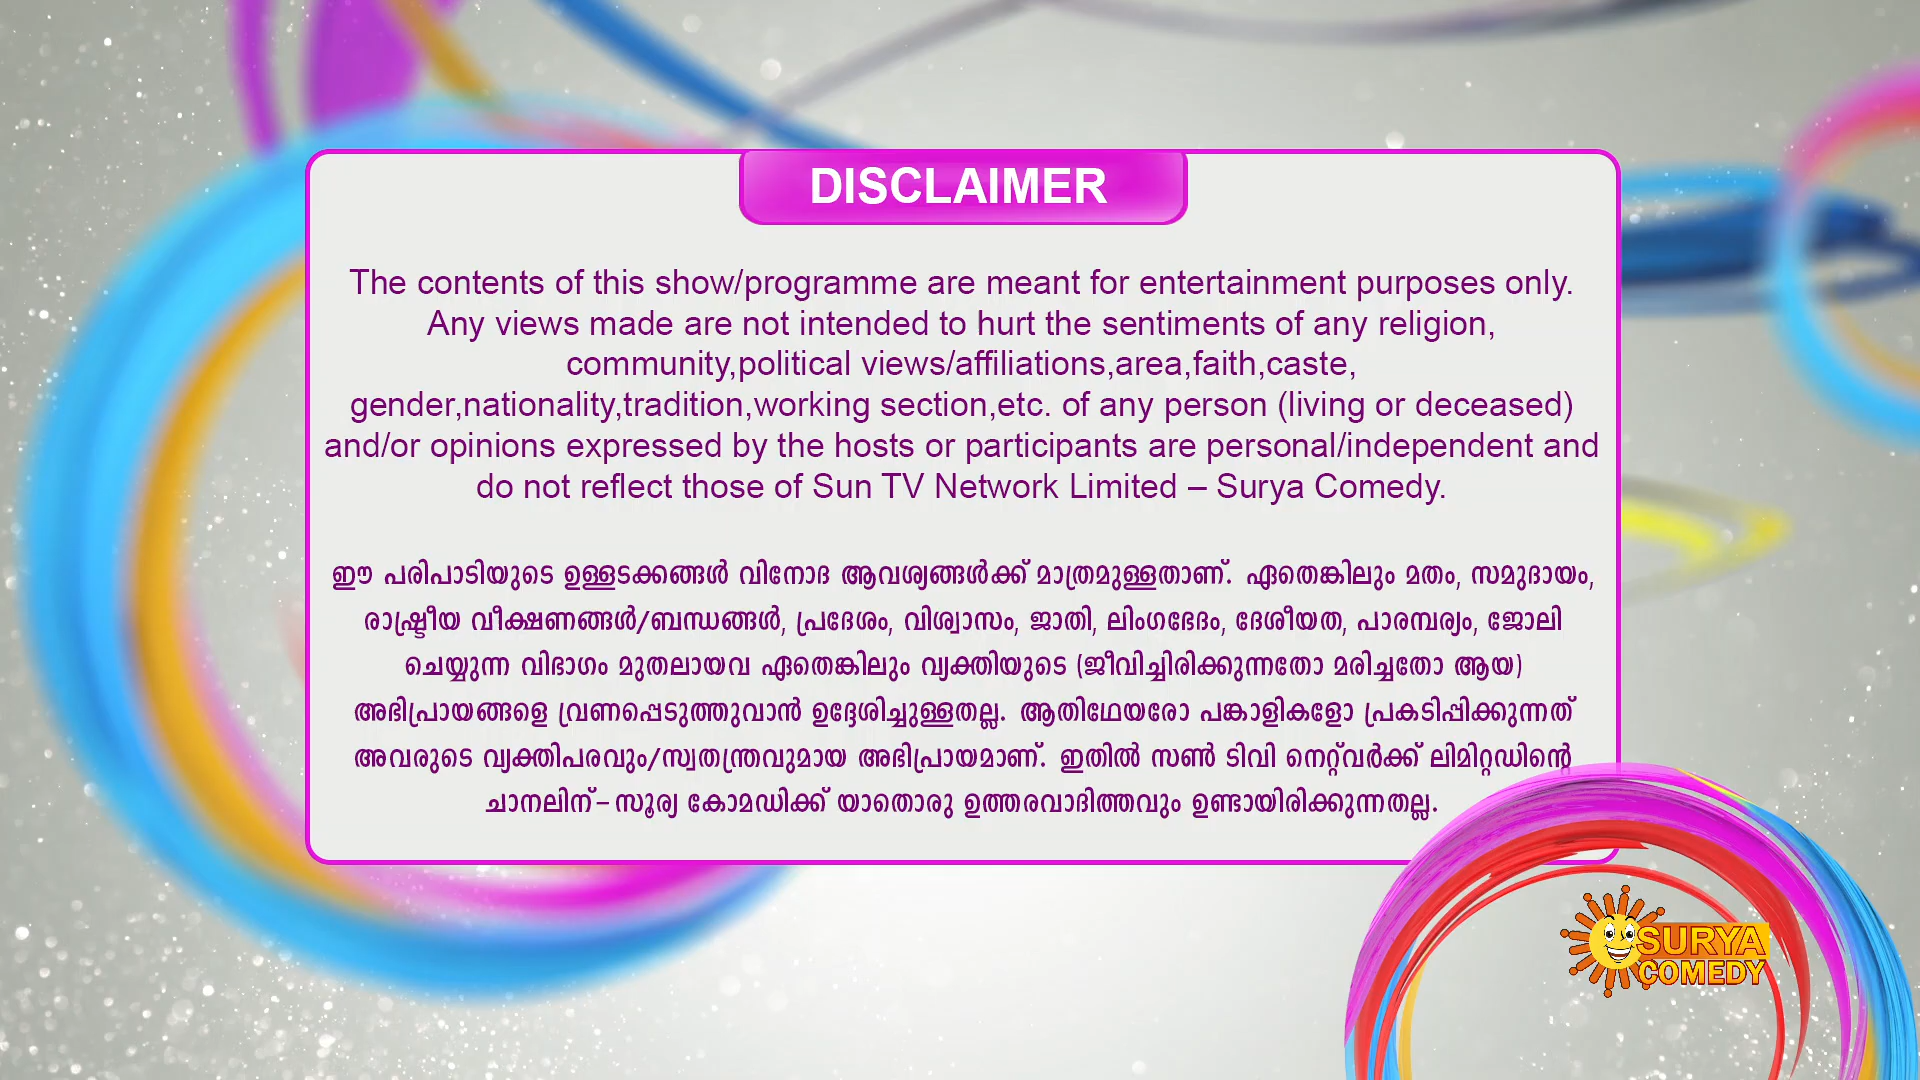 DISCLAIMER
The contents of this show/programme are meant for entertainment purposes only.
Any views made are not intended to hurt the sentiments of any religion,
community,political views/affiliations,area,faith,caste,
gender,nationality,tradition,working section,etc. of any person (living or deceased)
and/or opinions expressed by the hosts or participants are personal/independent and
do not reflect those of Sun TV Network Limited – Surya Comedy.
ഈ പരിപാടിയുടെ ഉള്ളടക്കങ്ങൾ വിനോദ ആവശ്യങ്ങൾക്ക് മാത്രമുള്ളതാണ്. ഏതെങ്കിലും മതം, സമുദായം,
രാഷ്ട്രീയ വീക്ഷണങ്ങൾ/ബന്ധങ്ങൾ, പ്രദേശം, വിശ്വാസം, ജാതി, ലിംഗഭേദം, ദേശീയത, പാരമ്പര്യം, ജോലി
ചെയ്യുന്ന വിഭാഗം മുതലായവ ഏതെങ്കിലും വ്യക്തിയുടെ (ജീവിച്ചിരിക്കുന്നതോ മരിച്ചതോ ആയ)
അഭിപ്രായങ്ങളെ വ്രണപ്പെടുത്തുവാൻ ഉദ്ദേശിച്ചുള്ളതല്ല. ആതിഥേയരോ പങ്കാളികളോ പ്രകടിപ്പിക്കുന്നത്
അവരുടെ വ്യക്തിപരവും/സ്വതന്ത്രവുമായ അഭിപ്രായമാണ്. ഇതിൽ സൺ ടിവി നെറ്റ്‌വർക്ക് ലിമിറ്റഡിന്റെ
ചാനലിന്-സൂര്യ കോമഡിക്ക് യാതൊരു ഉത്തരവാദിത്തവും ഉണ്ടായിരിക്കുന്നതല്ല.
SURYA
COMEDY